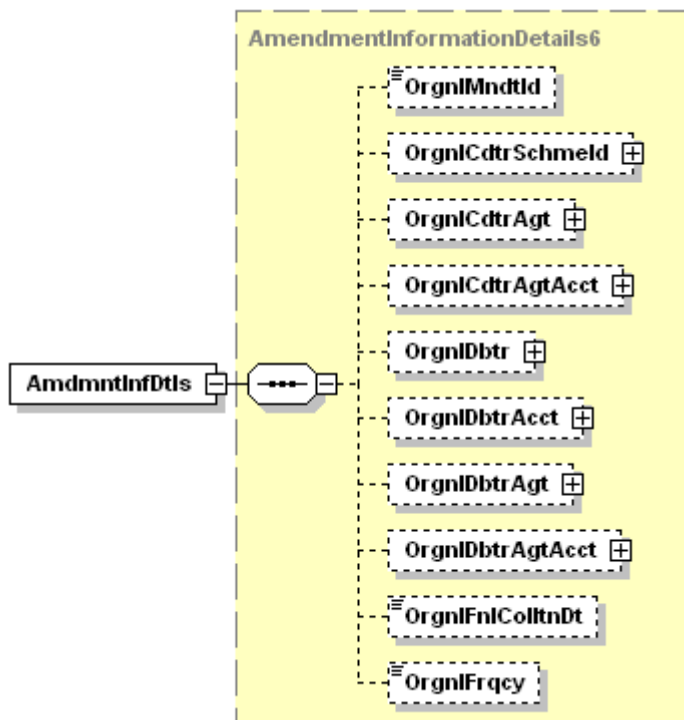 AmendmentInformationDetails6
OrgnlMndtId
OrgnlCdtrSchmeId
OrgnlCdtrAgt
OrgnlCdtrAgtAcct
OrgnlDbtr
AmdmntInfDtls
OrgnlDbtrAcct
OrgnlDbtrAgt
OrgnlDbtrAgtAcct
OrgnlFnlColltnDt
OrgnlFrqcy